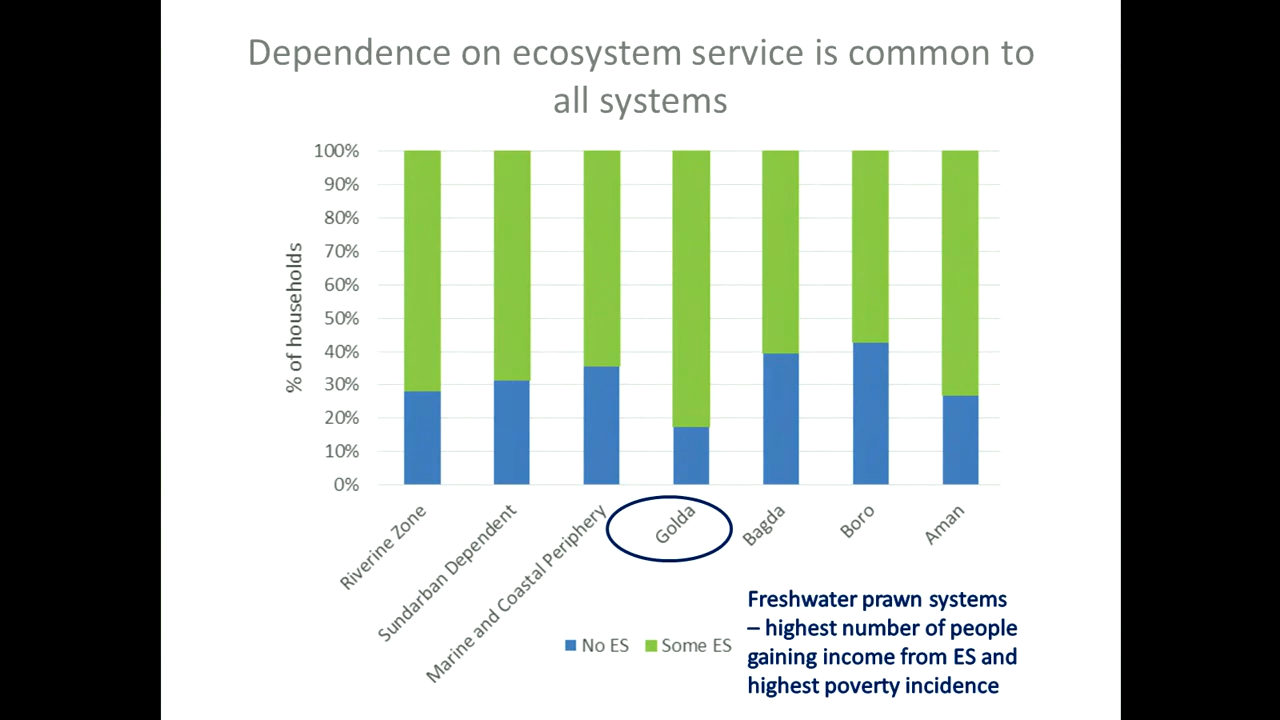 Dependence on ecosystem service is common to
all systems
100%
90%
80%
70%
60%
50%
40%
30%
20%
10%
0%
% of households
Riverine Zone
Sundarban Dependent
Marine and Coastal Periphery
Golda
Bagda
Boro
Aman
No ES
Some ES
Freshwater prawn systems
– highest number of people
gaining income from ES and
highest poverty incidence